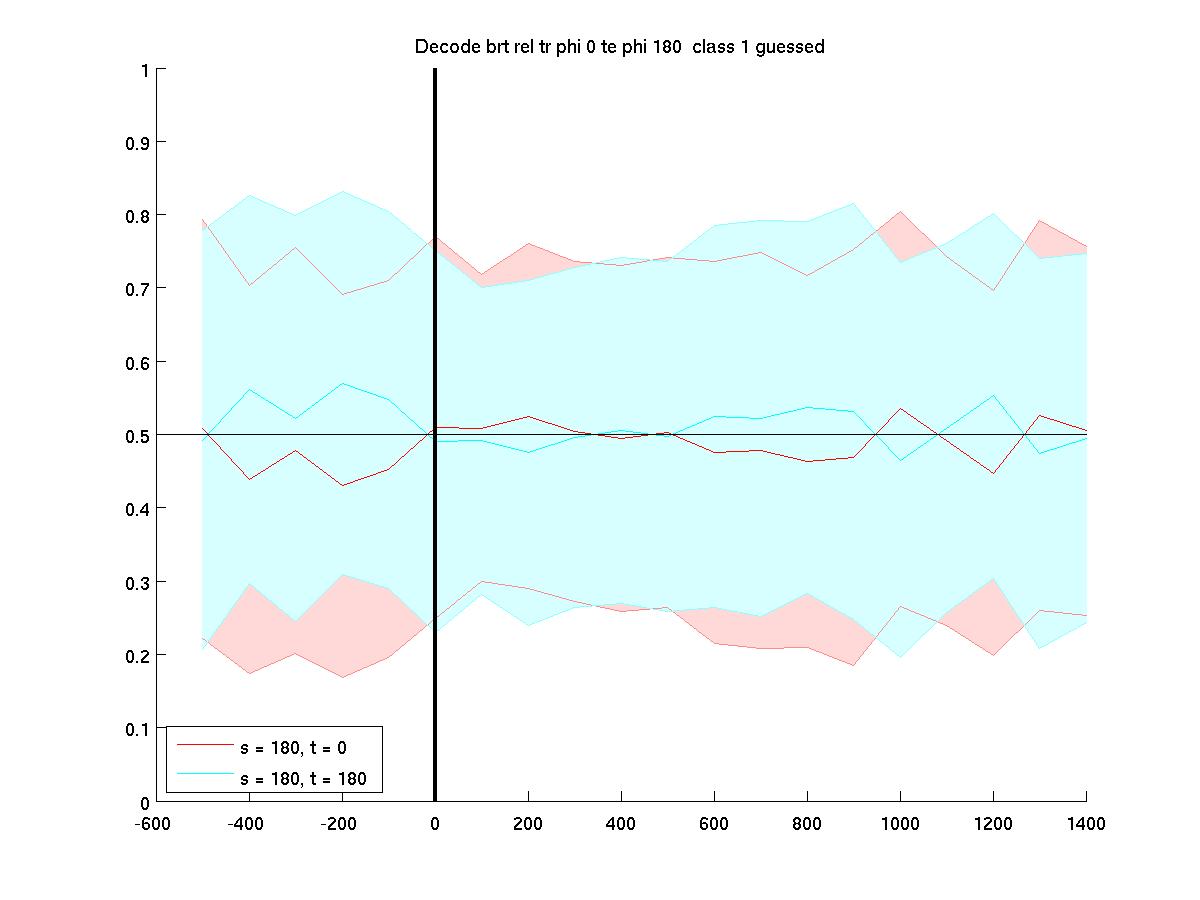 Decode brt rel tr phi 0 te phi 180  class 1 guessed
1
0.9
0.8
0.7
0.6
0.5
0.4
0.3
0.2
0.1
0
s = 180, t = 0
s = 180, t = 180
-600 -400 -200 0 200 400 600 800 1000 1200 1400